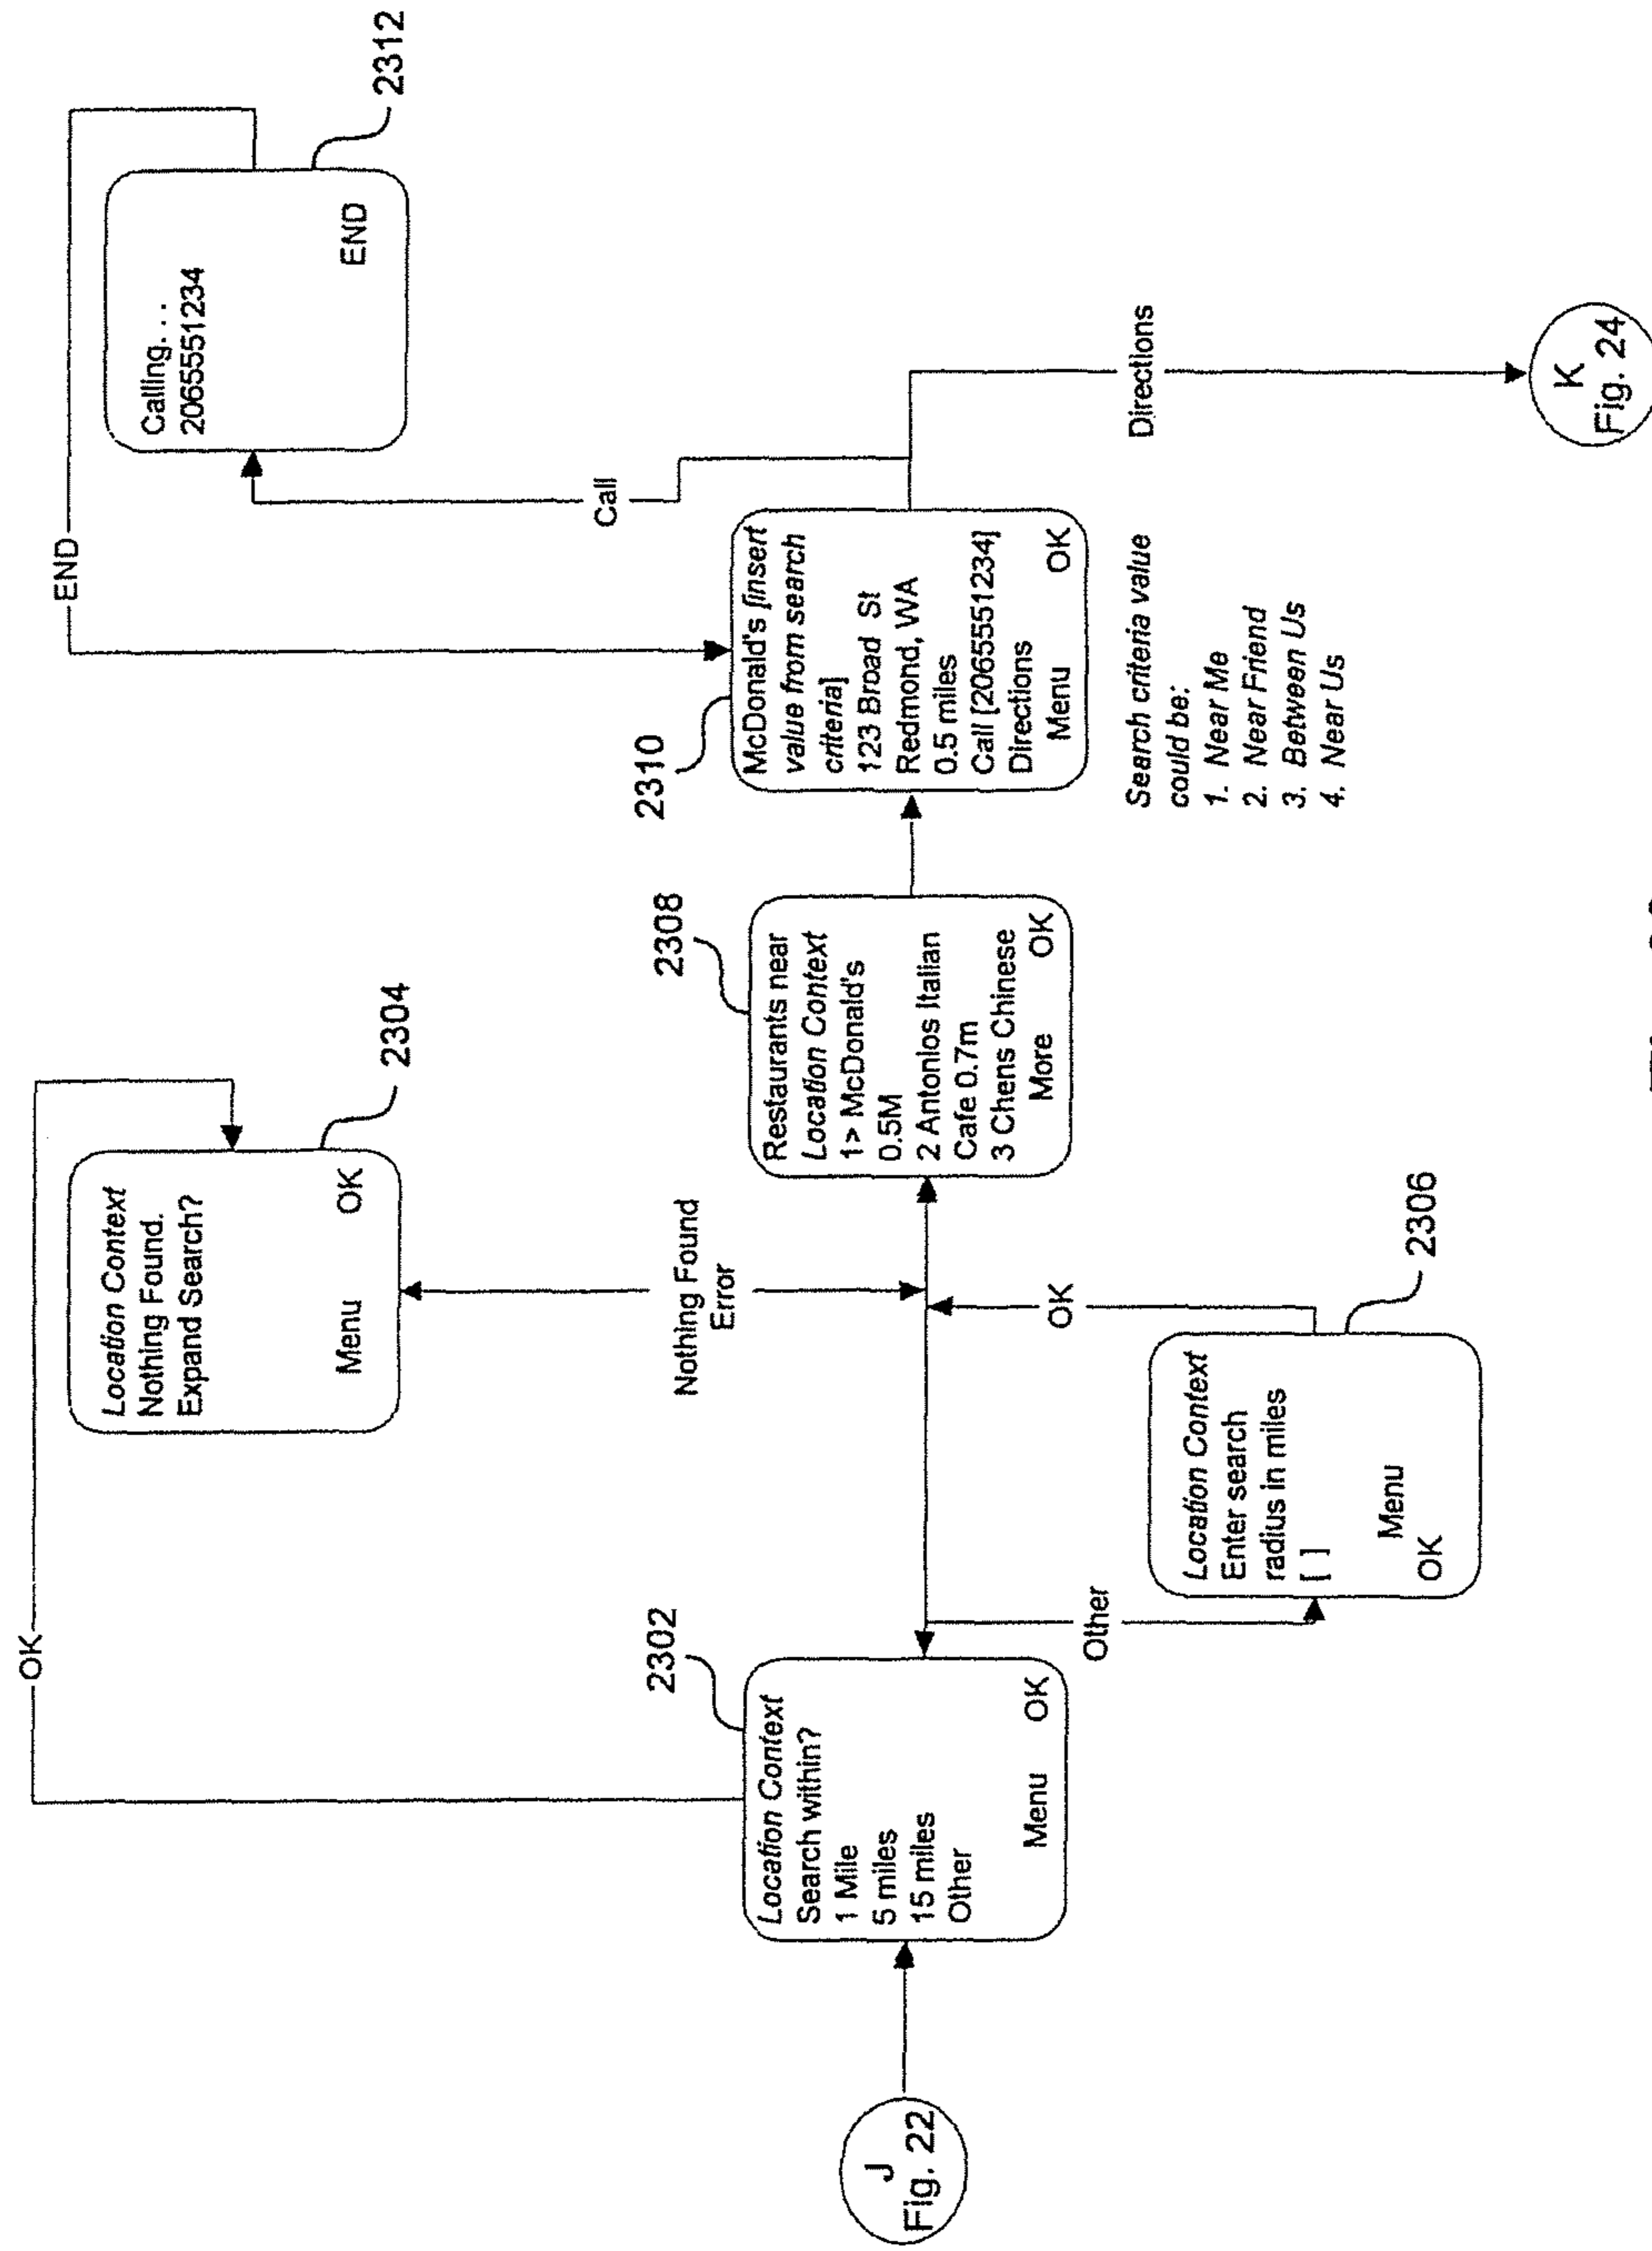 OK
END
Location Context
Nothing Found.
Expand Search?
Menu OK
2304
Calling. . .
2065551234
END
2312
Nothing Found
Error
Call
2302
Location Context
Search within?
1 Mile
5 miles
15 miles
Other
Menu OK
2308
Restaurants near
Location Context
1> McDonald's
0.5M
2 Antonios Italian
Cafe 0.7m
3 Chens Chinese
More OK
2310
McDonald's [insert
value from search
criteria]
123 Broad St
Redmond, WA
0.5 miles
Call [2065551234]
Directions
Menu OK
J
Fig. 22
Other
OK
Location Context
Enter search
radius in miles
[ ]
Menu
OK
2306
Search criteria value
could be:
1. Near Me
2. Near Friend
3. Between Us
4. Near Us
Directions
K
Fig. 24